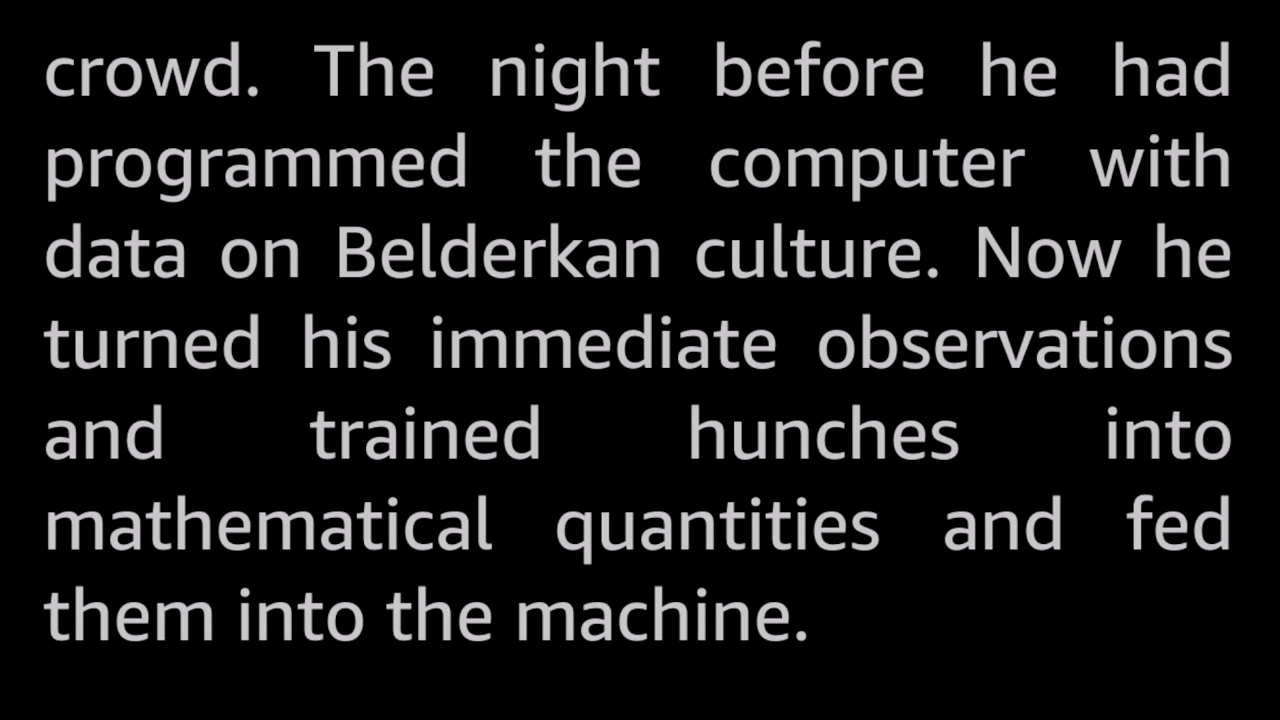 crowd. The night before he had
programmed the computer with
data on Belderkan culture. Now he
turned his immediate observations
and trained hunches into
mathematical quantities and fed
them into the machine.